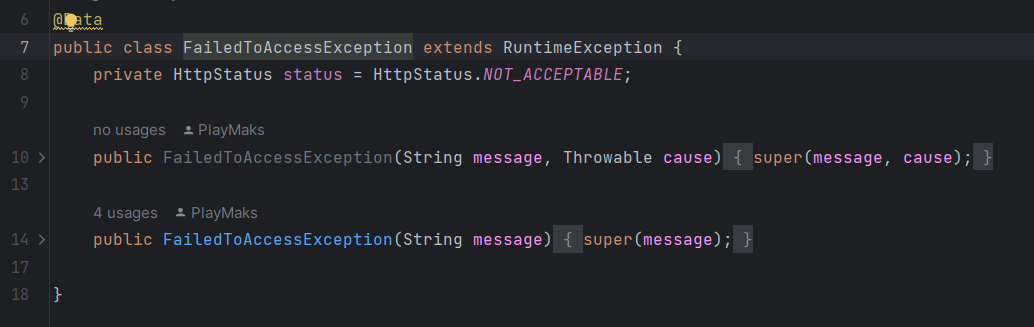 6 @Data
7 public class FailedToAccessException extends RuntimeException {
8 private HttpStatus status = HttpStatus.NOT_ACCEPTABLE;
9
no usages PlayMaks
10 public FailedToAccessException(String message, Throwable cause) { super(message, cause); }
13
4 usages PlayMaks
14 public FailedToAccessException(String message) { super(message); }
17
18 }